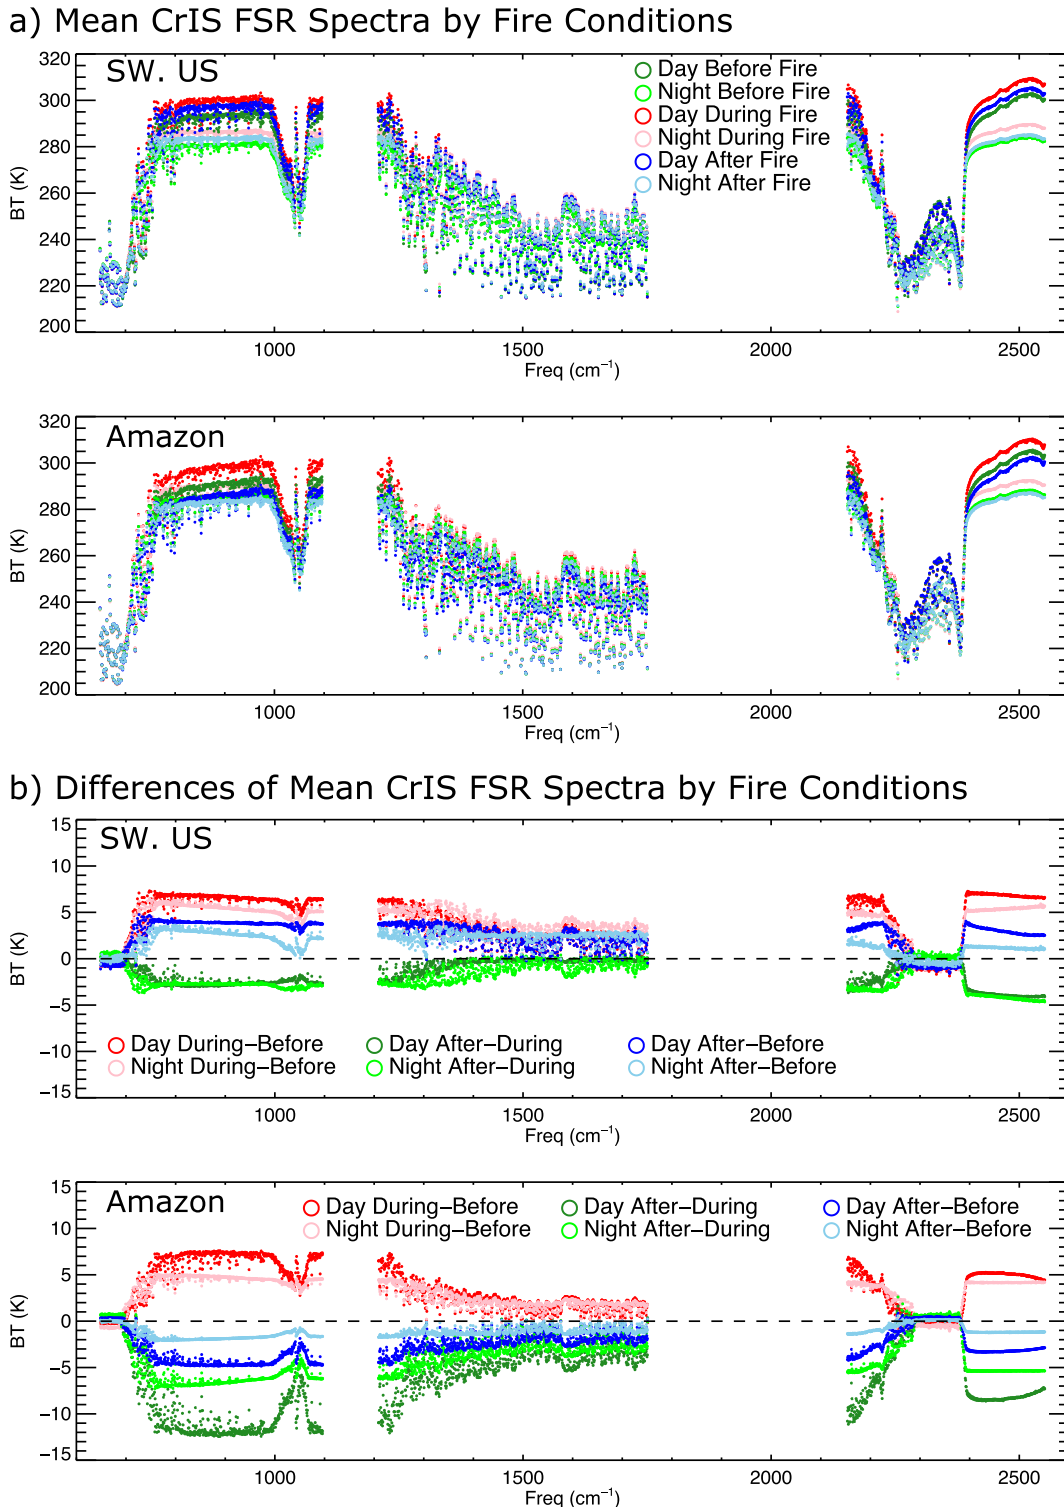 a) Mean CrIS FSR Spectra by Fire Conditions
SW. US
Day Before Fire
Night Before Fire
Day During Fire
Night During Fire
Day After Fire
Night After Fire
320
300
280
260
240
220
200
BT (K)
1000 1500 2000 2500
Freq (cm⁻¹)
Amazon
320
300
280
260
240
220
200
BT (K)
1000 1500 2000 2500
Freq (cm⁻¹)
b) Differences of Mean CrIS FSR Spectra by Fire Conditions
SW. US
15
10
5
0
−5
−10
−15
BT (K)
Day During−Before Day After−During Day After−Before
Night During−Before Night After−During Night After−Before
1000 1500 2000 2500
Freq (cm⁻¹)
Amazon
Day During−Before Day After−During Day After−Before
Night During−Before Night After−During Night After−Before
15
10
5
0
−5
−10
−15
BT (K)
1000 1500 2000 2500
Freq (cm⁻¹)